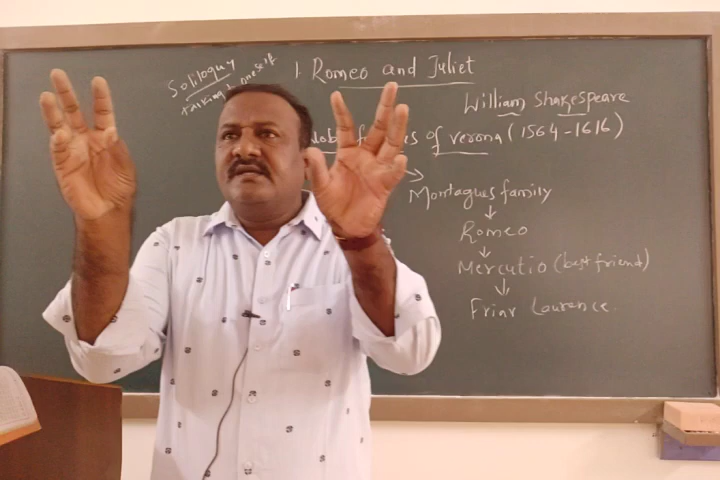 Soliloquy
talking to oneself
1. Romeo and Juliet
William Shakespeare
of Verona (1564-1616)
Montagues family
Romeo
Mercutio (best friend)
Friar Laurence